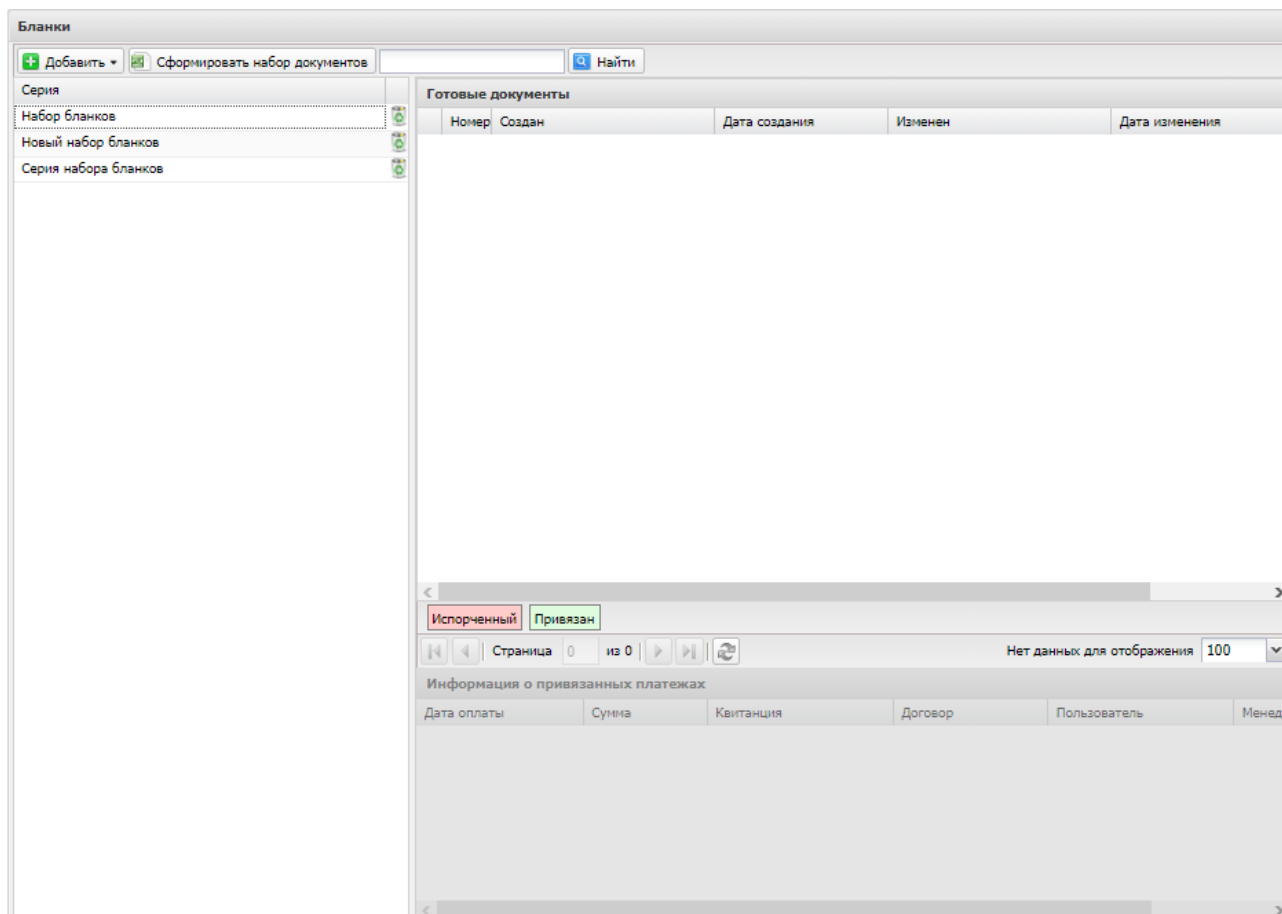 Бланки
Добавить Сформировать набор документов Найти
Серия
Набор бланков
Новый набор бланков
Серия набора бланков
Готовые документы
Номер Создан Дата создания Изменен Дата изменения
Испорченный Привязан
Страница 0 из 0 Нет данных для отображения 100
Информация о привязанных платежах
Дата оплаты Сумма Квитанция Договор Пользователь Менед